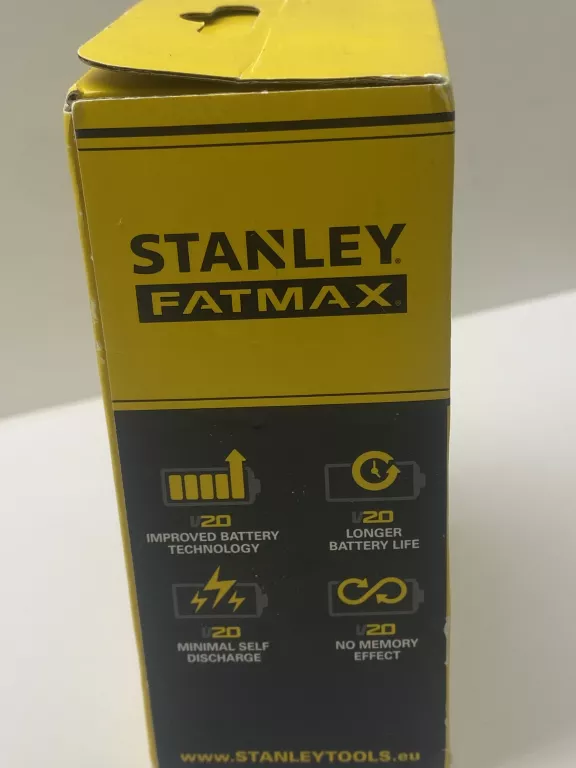 STANLEY®
FATMAX®
V20
IMPROVED BATTERY
TECHNOLOGY
V20
LONGER
BATTERY LIFE
V20
MINIMAL SELF
DISCHARGE
V20
NO MEMORY
EFFECT
www.STANLEYTOOLS.eu